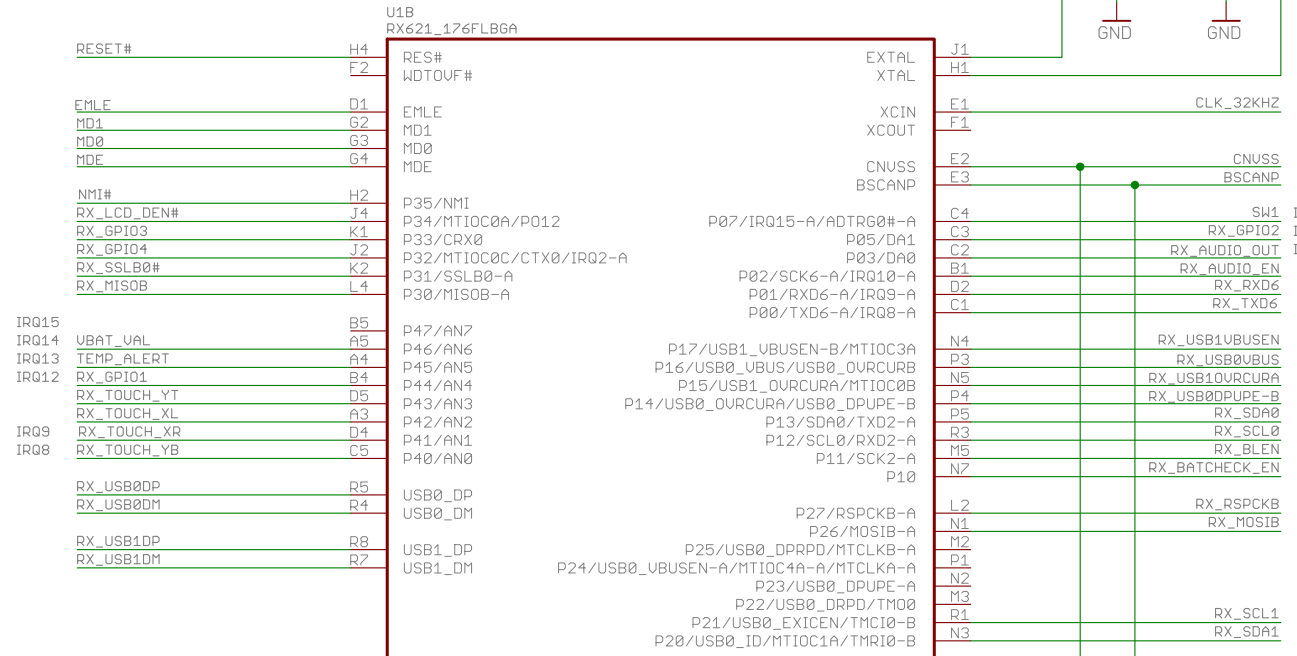 U1B
RX621_176FLBGA
GND
GND
RESET# H4 RES#
F2 WDTOVF#
EMLE D1 EMLE
MD1 G2 MD1
MD0 G3 MD0
MDE G4 MDE
NMI# H2 P35/NMI
RX_LCD_DEN# J4 P34/MTIOC0A/PO12
RX_GPIO3 K1 P33/CRX0
RX_GPIO4 J2 P32/MTIOC0C/CTX0/IRQ2-A
RX_SSLB0# K2 P31/SSLB0-A
RX_MISOB L4 P30/MISOB-A
IRQ15 B5 P47/AN7
IRQ14 VBAT_VAL A5 P46/AN6
IRQ13 TEMP_ALERT A4 P45/AN5
IRQ12 RX_GPIO1 B4 P44/AN4
RX_TOUCH_YT D5 P43/AN3
RX_TOUCH_XL A3 P42/AN2
IRQ9 RX_TOUCH_XR D4 P41/AN1
IRQ8 RX_TOUCH_YB C5 P40/AN0
RX_USB0DP R5 USB0_DP
RX_USB0DM R4 USB0_DM
RX_USB1DP R8 USB1_DP
RX_USB1DM R7 USB1_DM
EXTAL J1
XTAL H1
XCIN E1 CLK_32KHZ
XCOUT F1
CNVSS E2 CNVSS
BSCANP E3 BSCANP
P07/IRQ15-A/ADTRG0#-A C4 SW1
P05/DA1 C3 RX_GPIO2
P03/DA0 C2 RX_AUDIO_OUT
P02/SCK6-A/IRQ10-A B1 RX_AUDIO_EN
P01/RXD6-A/IRQ9-A D2 RX_RXD6
P00/TXD6-A/IRQ8-A C1 RX_TXD6
P17/USB1_VBUSEN-B/MTIOC3A N4 RX_USB1VBUSEN
P16/USB0_VBUS/USB0_OVRCURB P3 RX_USB0VBUS
P15/USB1_OVRCURA/MTIOC0B N5 RX_USB1OVRCURA
P14/USB0_OVRCURA/USB0_DPUPE-B P4 RX_USB0DPUPE-B
P13/SDA0/TXD2-A P5 RX_SDA0
P12/SCL0/RXD2-A R3 RX_SCL0
P11/SCK2-A M5 RX_BLEN
P10 N7 RX_BATCHECK_EN
P27/RSPCKB-A L2 RX_RSPCKB
P26/MOSIB-A N1 RX_MOSIB
P25/USB0_DPRPD/MTCLKB-A M2
P24/USB0_VBUSEN-A/MTIOC4A-A/MTCLKA-A P1
P23/USB0_DPUPE-A N2
P22/USB0_DRPD/TMO0 M3
P21/USB0_EXICEN/TMCI0-B R1 RX_SCL1
P20/USB0_ID/MTIOC1A/TMRI0-B N3 RX_SDA1